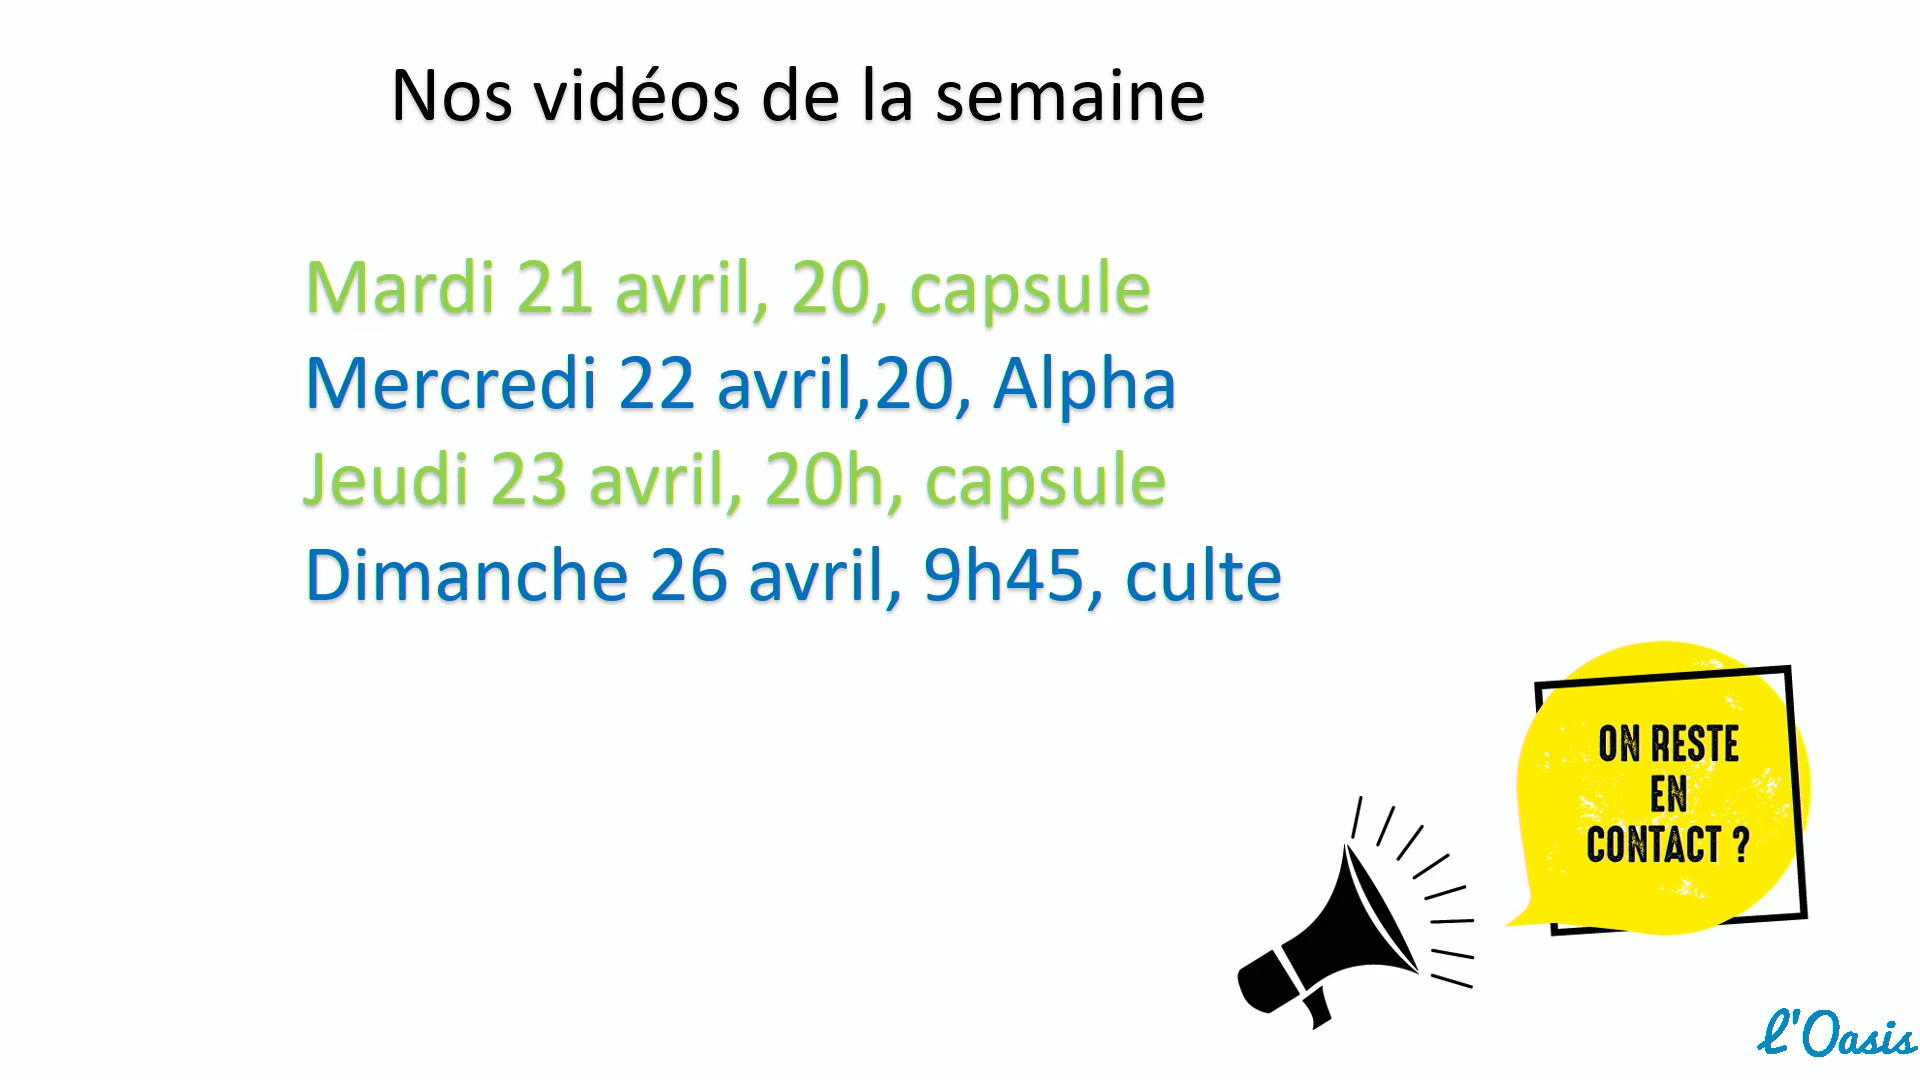 Nos vidéos de la semaine
Mardi 21 avril, 20, capsule
Mercredi 22 avril,20, Alpha
Jeudi 23 avril, 20h, capsule
Dimanche 26 avril, 9h45, culte
ON RESTE
EN
CONTACT ?
l'Oasis